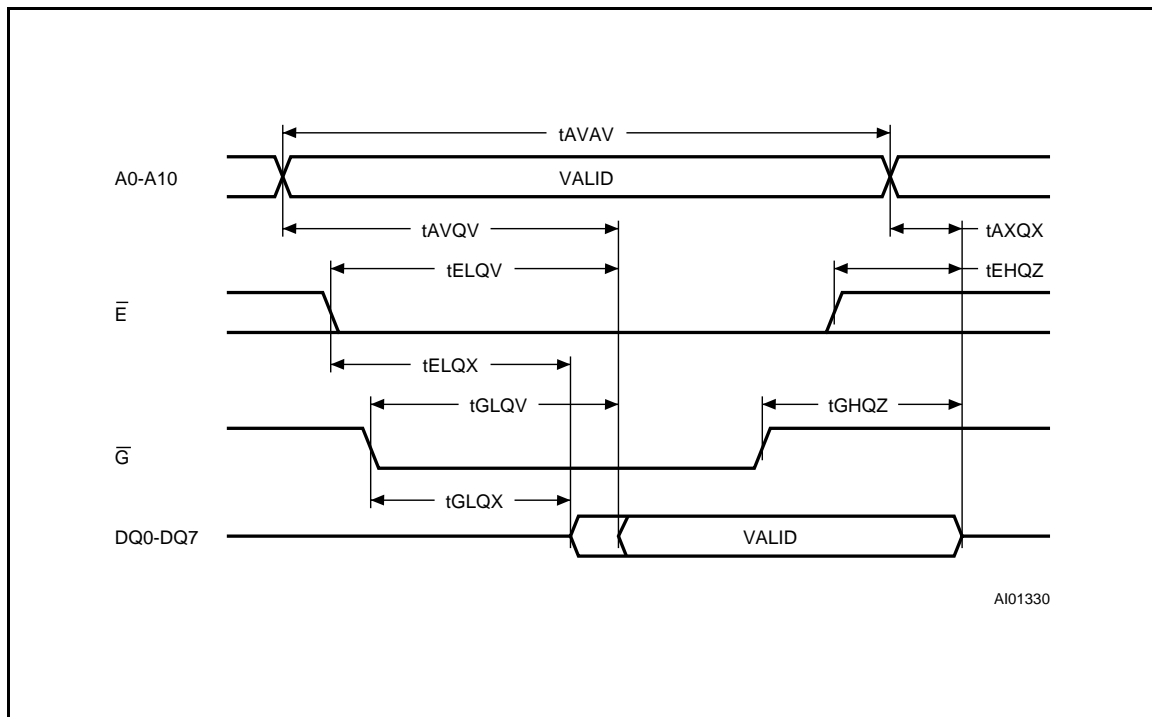 tAVAV
A0-A10
VALID
tAVQV
tAXQX
tELQV
tEHQZ
E̅
tELQX
tGLQV
tGHQZ
G̅
tGLQX
DQ0-DQ7
VALID
AI01330